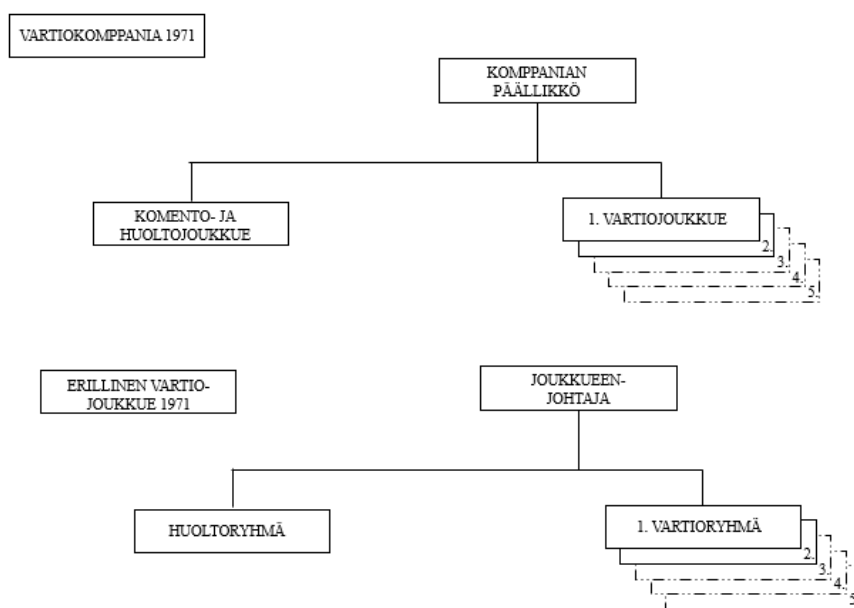 VARTIOKOMPPANIA 1971
KOMPPANIAN
PÄÄLLIKKÖ
KOMENTO- JA
HUOLTOJOUKKUE
1. VARTIOJOUKKUE
2.
3.
4.
5.
ERILLINEN VARTIO-
JOUKKUE 1971
JOUKKUEEN-
JOHTAJA
HUOLTORYHMÄ
1. VARTIORYHMÄ
2.
3.
4.
5